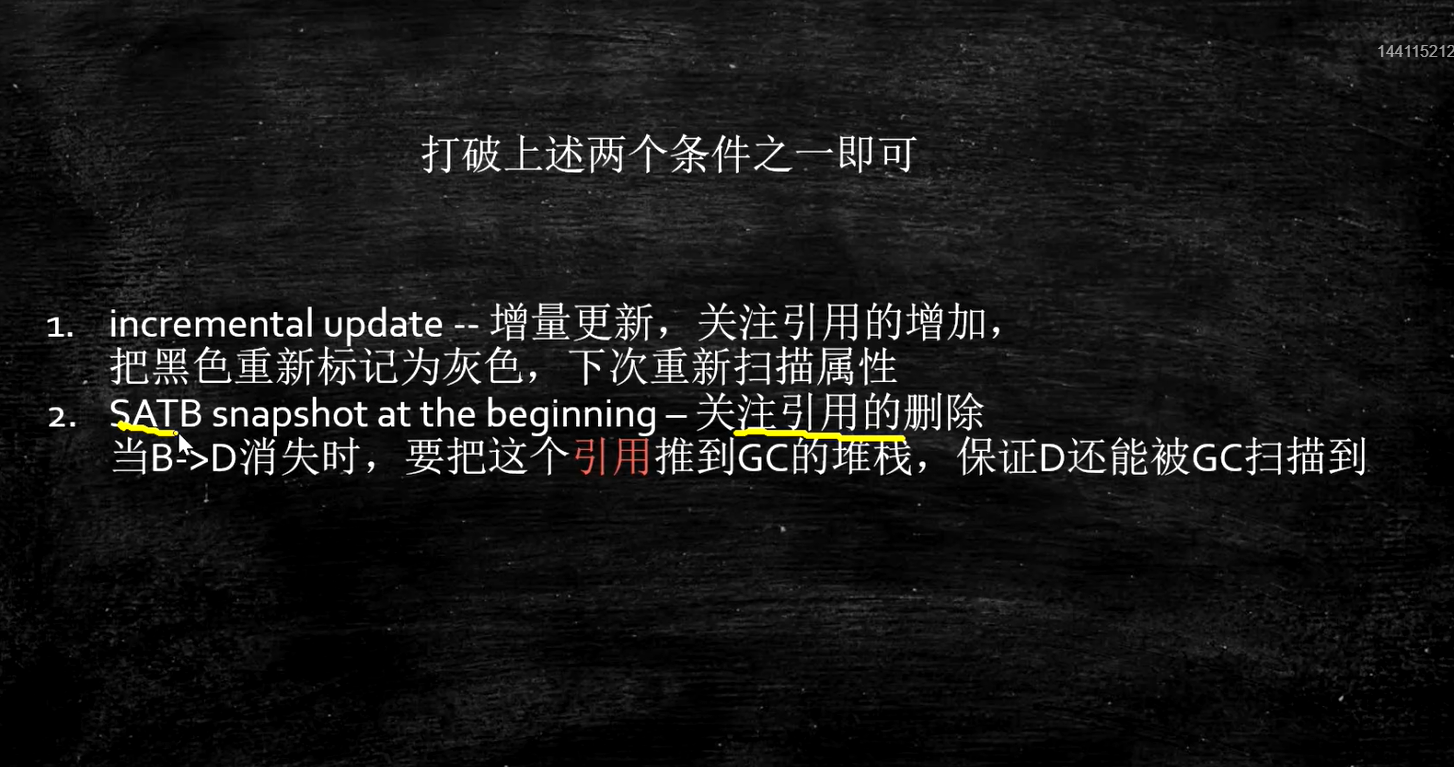 144115212
打破上述两个条件之一即可
1. incremental update -- 增量更新，关注引用的增加，
把黑色重新标记为灰色，下次重新扫描属性
2. SATB snapshot at the beginning – 关注引用的删除
当B->D消失时，要把这个引用推到GC的堆栈，保证D还能被GC扫描到